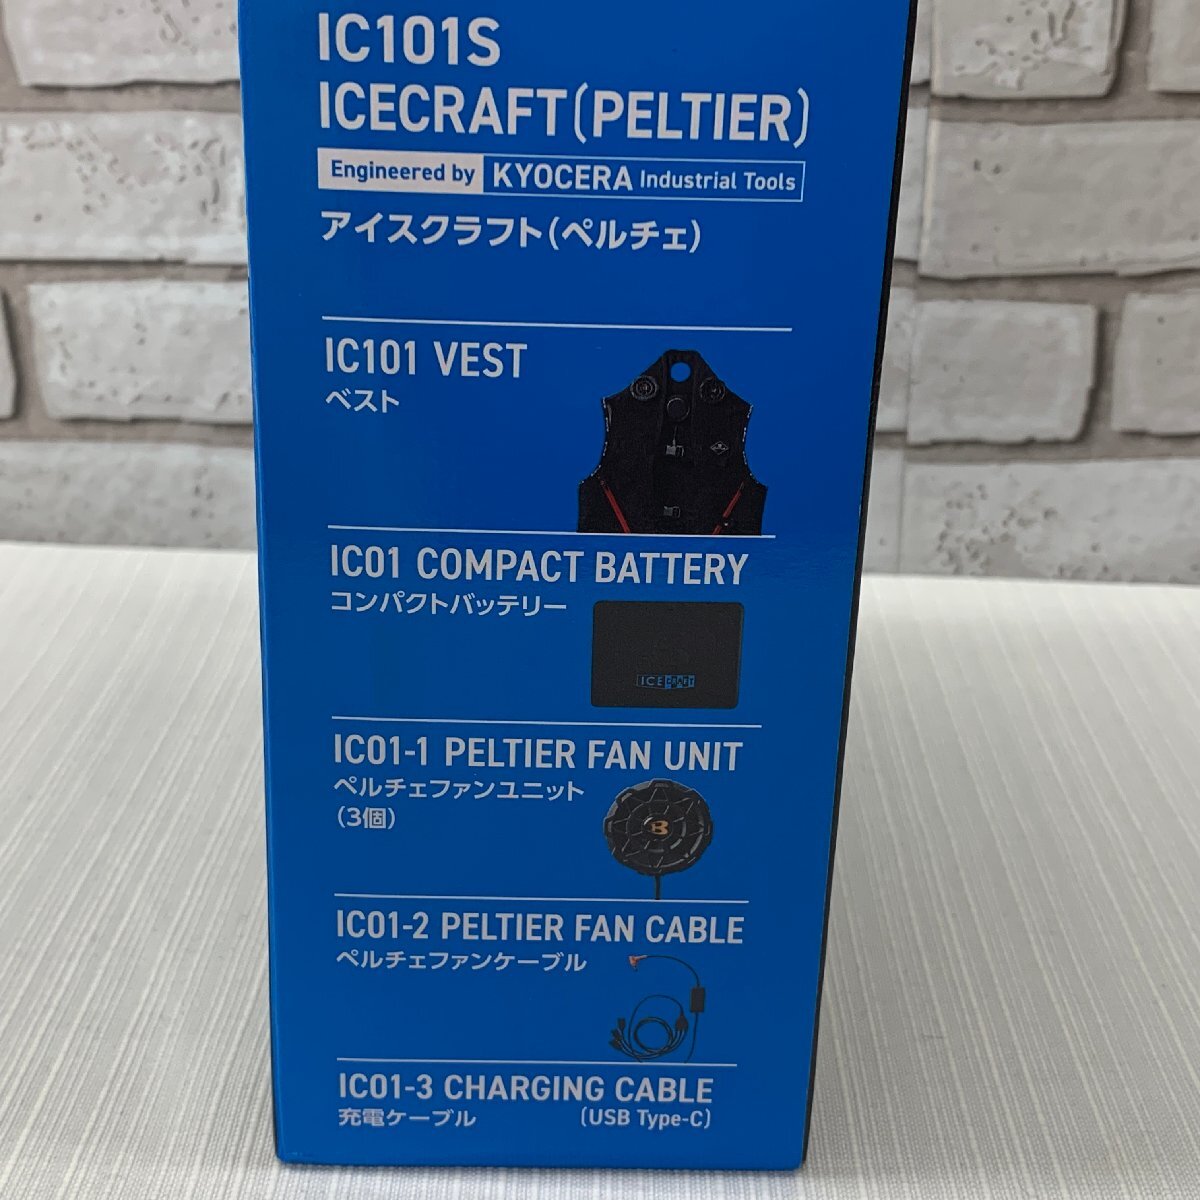 IC101S
ICECRAFT(PELTIER)
Engineered by KYOCERA Industrial Tools
アイスクラフト(ペルチェ)
IC101 VEST
ベスト
IC01 COMPACT BATTERY
コンパクトバッテリー
ICECRAFT
IC01-1 PELTIER FAN UNIT
ペルチェファンユニット
(3個)
B
IC01-2 PELTIER FAN CABLE
ペルチェファンケーブル
IC01-3 CHARGING CABLE
充電ケーブル (USB Type-C)